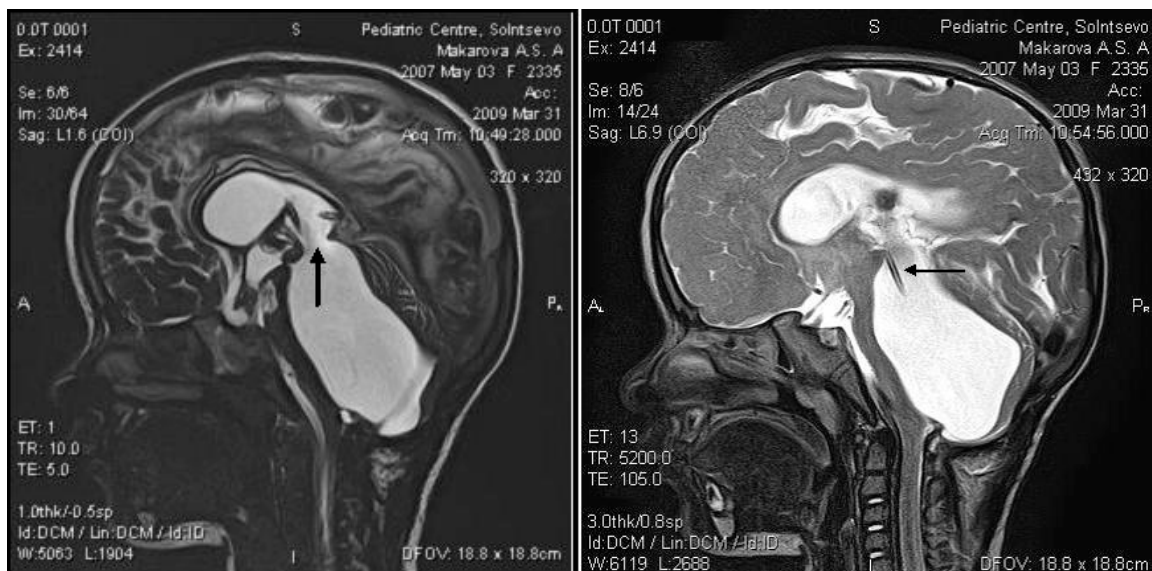 0.0T 0001
Ex: 2414
Se: 6/6
Im: 30/64
Sag: L1.6 (COI)
S
Pediatric Centre, Solntsevo
Makarova A.S. A
2007 May 03 F 2335
Acc:
2009 Mar 31
Acq Tm: 10:49:28.000
320 x 320
A
PR
ET: 1
TR: 10.0
TE: 5.0
1.0thk/-0.5sp
Id:DCM / Lin:DCM / Id:ID
W:5063 L:1904
I
DFOV: 18.8 x 18.8cm
0.0T 0001
Ex: 2414
Se: 8/6
Im: 14/24
Sag: L6.9 (COI)
S
Pediatric Centre, Solntsevo
Makarova A.S. A
2007 May 03 F 2335
Acc:
2009 Mar 31
Acq Tm: 10:54:56.000
432 x 320
AL
PR
ET: 13
TR: 5200.0
TE: 105.0
3.0thk/0.8sp
Id:DCM / Lin:DCM / Id:ID
W:6119 L:2688
I
DFOV: 18.8 x 18.8cm